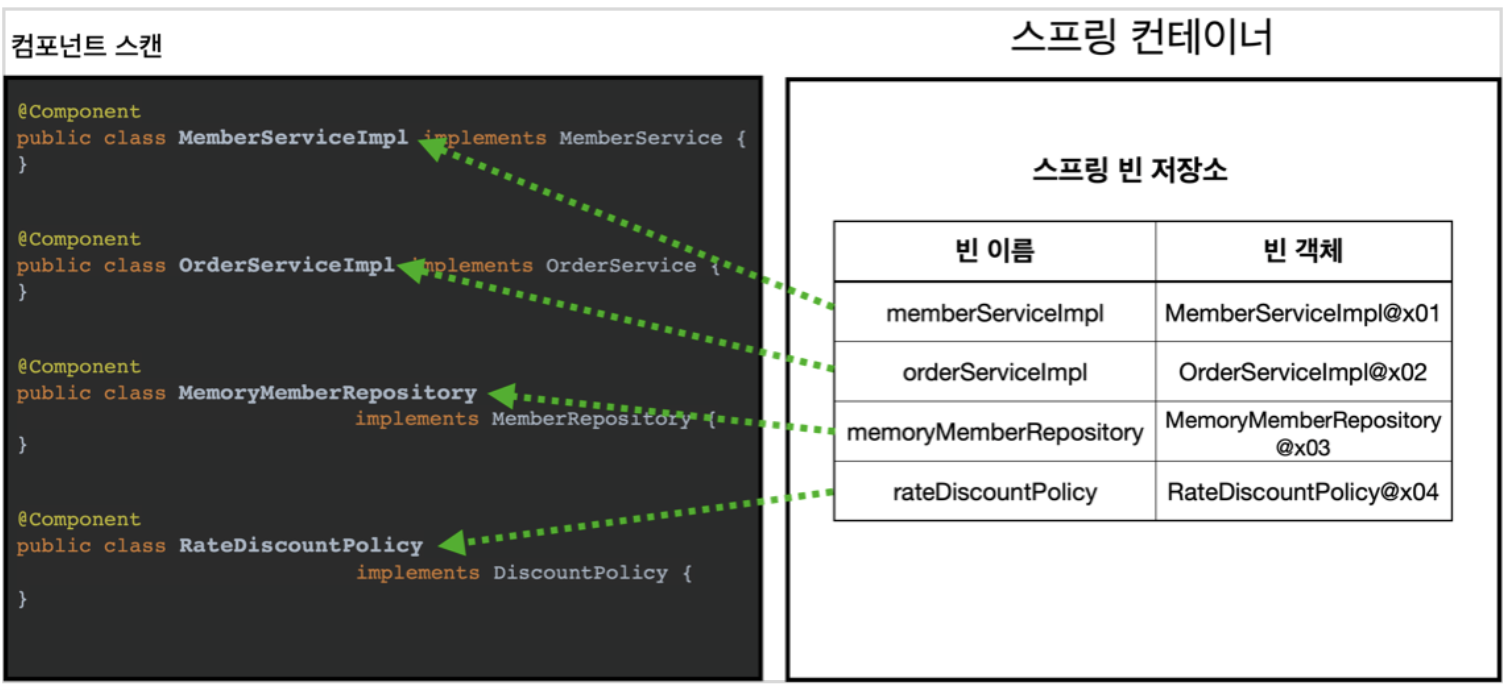 컴포넌트 스캔
@Component
public class MemberServiceImpl implements MemberService {
}
@Component
public class OrderServiceImpl implements OrderService {
}
@Component
public class MemoryMemberRepository
implements MemberRepository {
}
@Component
public class RateDiscountPolicy
implements DiscountPolicy {
}
스프링 컨테이너
스프링 빈 저장소
빈 이름 빈 객체
memberServiceImpl MemberServiceImpl@x01
orderServiceImpl OrderServiceImpl@x02
memoryMemberRepository MemoryMemberRepository
@x03
rateDiscountPolicy RateDiscountPolicy@x04